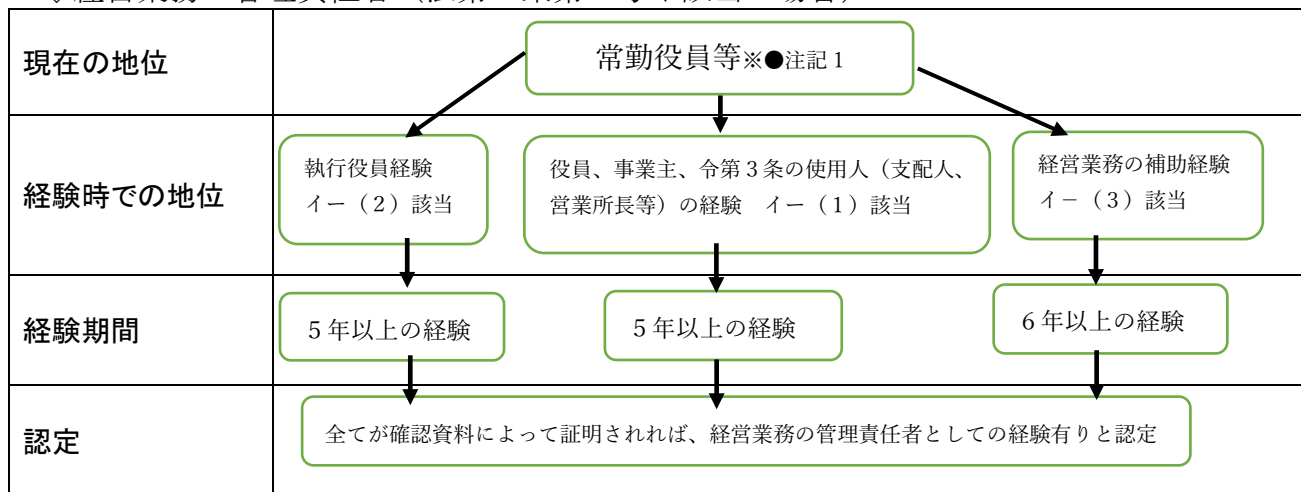 現在の地位
常勤役員等※●注記１
経験時での地位
執行役員経験
イー（２）該当
役員、事業主、令第３条の使用人（支配人、
営業所長等）の経験　イー（１）該当
経営業務の補助経験
イ－（３）該当
経験期間
５年以上の経験
５年以上の経験
６年以上の経験
認定
全てが確認資料によって証明されれば、経営業務の管理責任者としての経験有りと認定